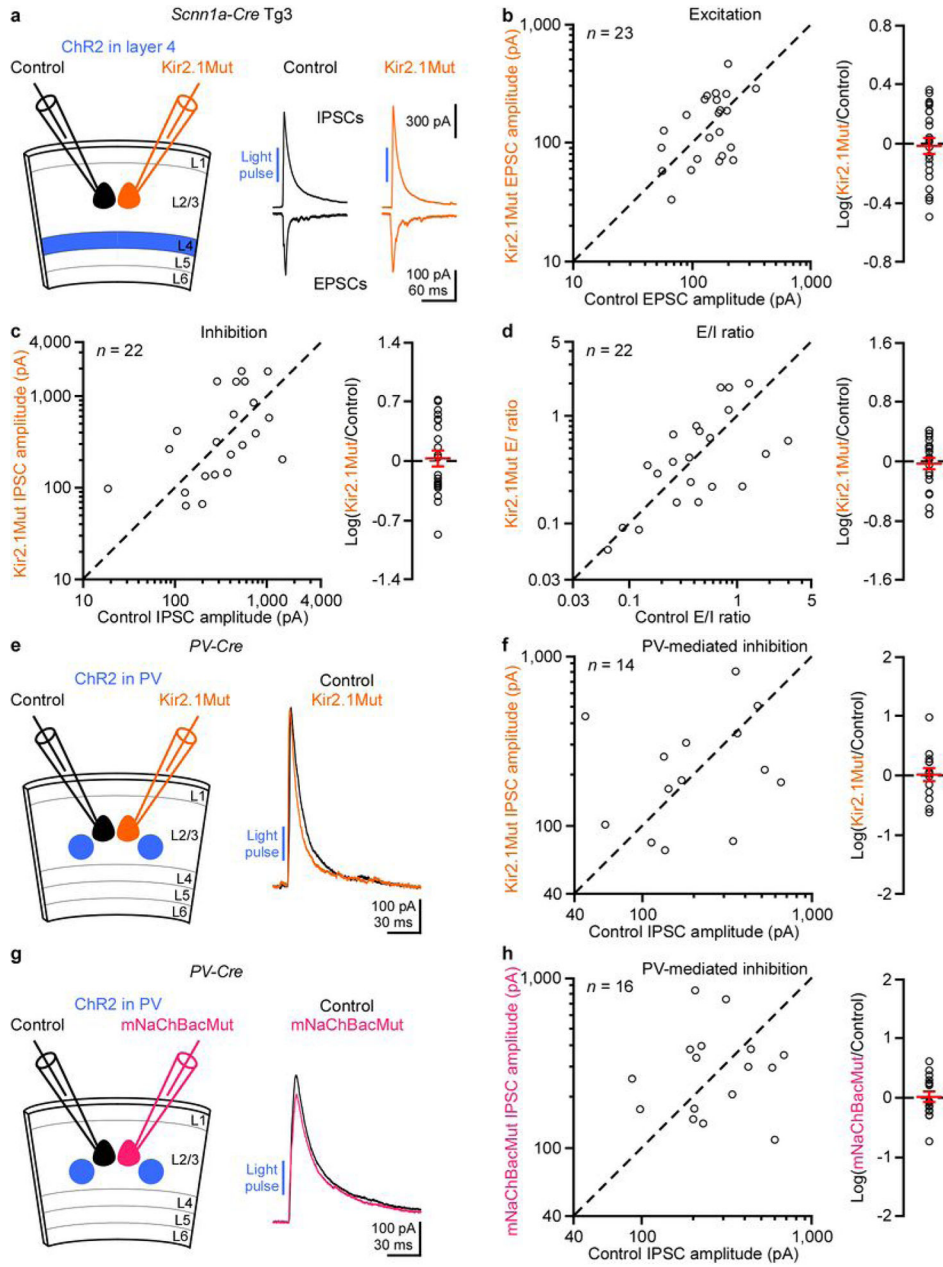 a
Scnn1a-Cre Tg3
ChR2 in layer 4
Control
Kir2.1Mut
L1
L2/3
L4
L5
L6
Control
Kir2.1Mut
IPSCs
300 pA
Light
pulse
EPSCs
100 pA
60 ms
b
Excitation
n = 23
Kir2.1Mut EPSC amplitude (pA)
1,000
100
10
10
100
1,000
Control EPSC amplitude (pA)
Log(Kir2.1Mut/Control)
0.8
0.4
0
-0.4
-0.8
c
Inhibition
n = 22
Kir2.1Mut IPSC amplitude (pA)
4,000
1,000
100
10
10
100
1,000
4,000
Control IPSC amplitude (pA)
Log(Kir2.1Mut/Control)
1.4
0.7
0
-0.7
-1.4
d
E/I ratio
n = 22
Kir2.1Mut E/ ratio
5
1
0.1
0.03
0.03
0.1
1
5
Control E/I ratio
Log(Kir2.1Mut/Control)
1.6
0.8
0
-0.8
-1.6
e
PV-Cre
ChR2 in PV
Control
Kir2.1Mut
L1
L2/3
L4
L5
L6
Control
Kir2.1Mut
Light
pulse
100 pA
30 ms
f
PV-mediated inhibition
n = 14
Kir2.1Mut IPSC amplitude (pA)
1,000
100
40
40
100
1,000
Control IPSC amplitude (pA)
Log(Kir2.1Mut/Control)
2
1
0
-1
-2
g
PV-Cre
ChR2 in PV
Control
mNaChBacMut
L1
L2/3
L4
L5
L6
Control
mNaChBacMut
Light
pulse
100 pA
30 ms
h
PV-mediated inhibition
n = 16
mNaChBacMut IPSC amplitude (pA)
1,000
100
40
40
100
1,000
Control IPSC amplitude (pA)
Log(mNaChBacMut/Control)
2
1
0
-1
-2